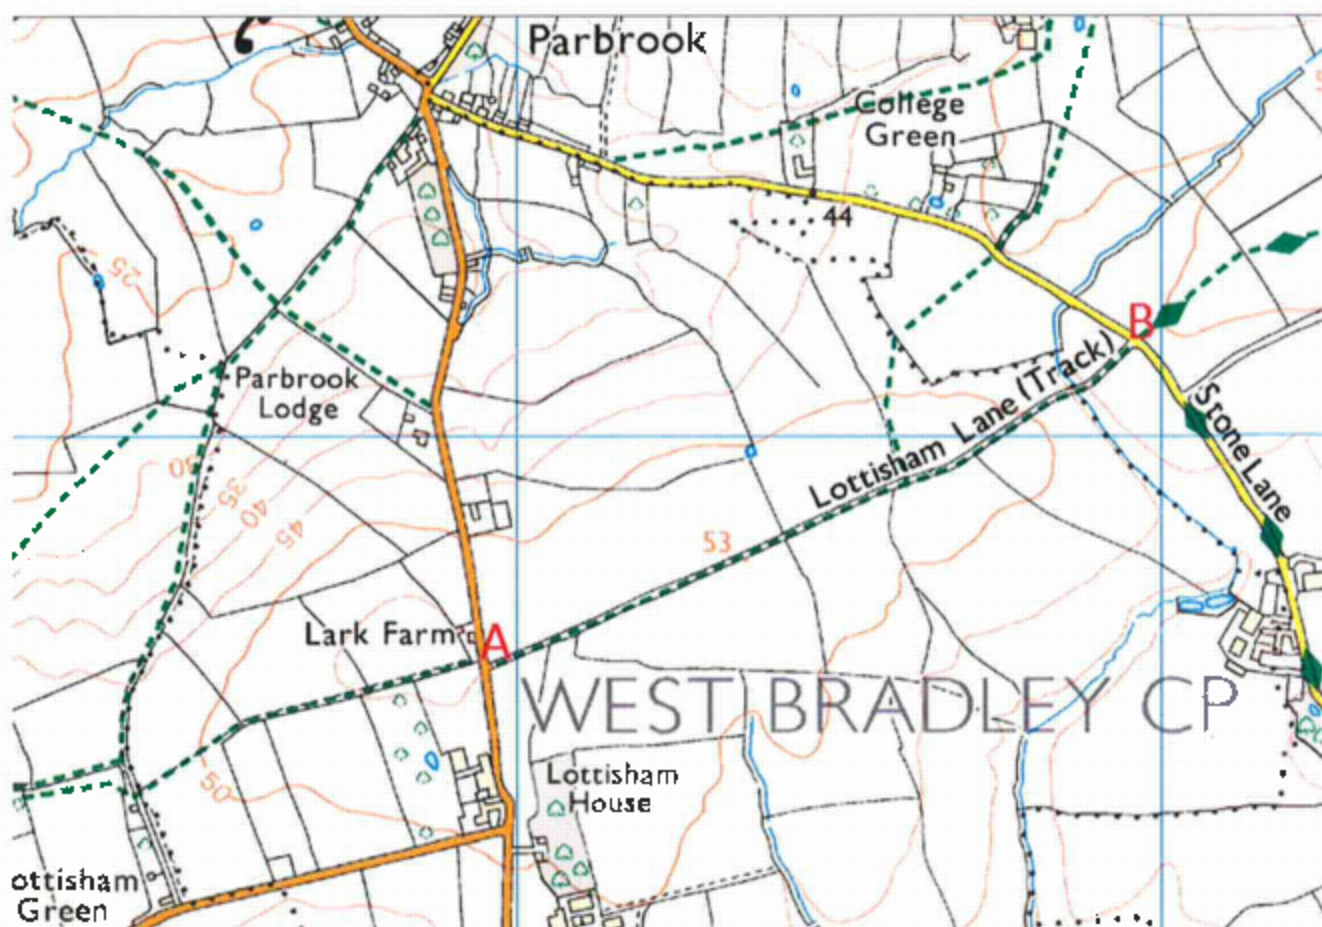 Parbrook
College
Green
44
B
25
Parbrook
Lodge
Lottisham Lane (Track)
Stone Lane
30
35
40
45
53
Lark Farm
A
WEST BRADLEY CP
50
Lottisham
House
ottisham
Green